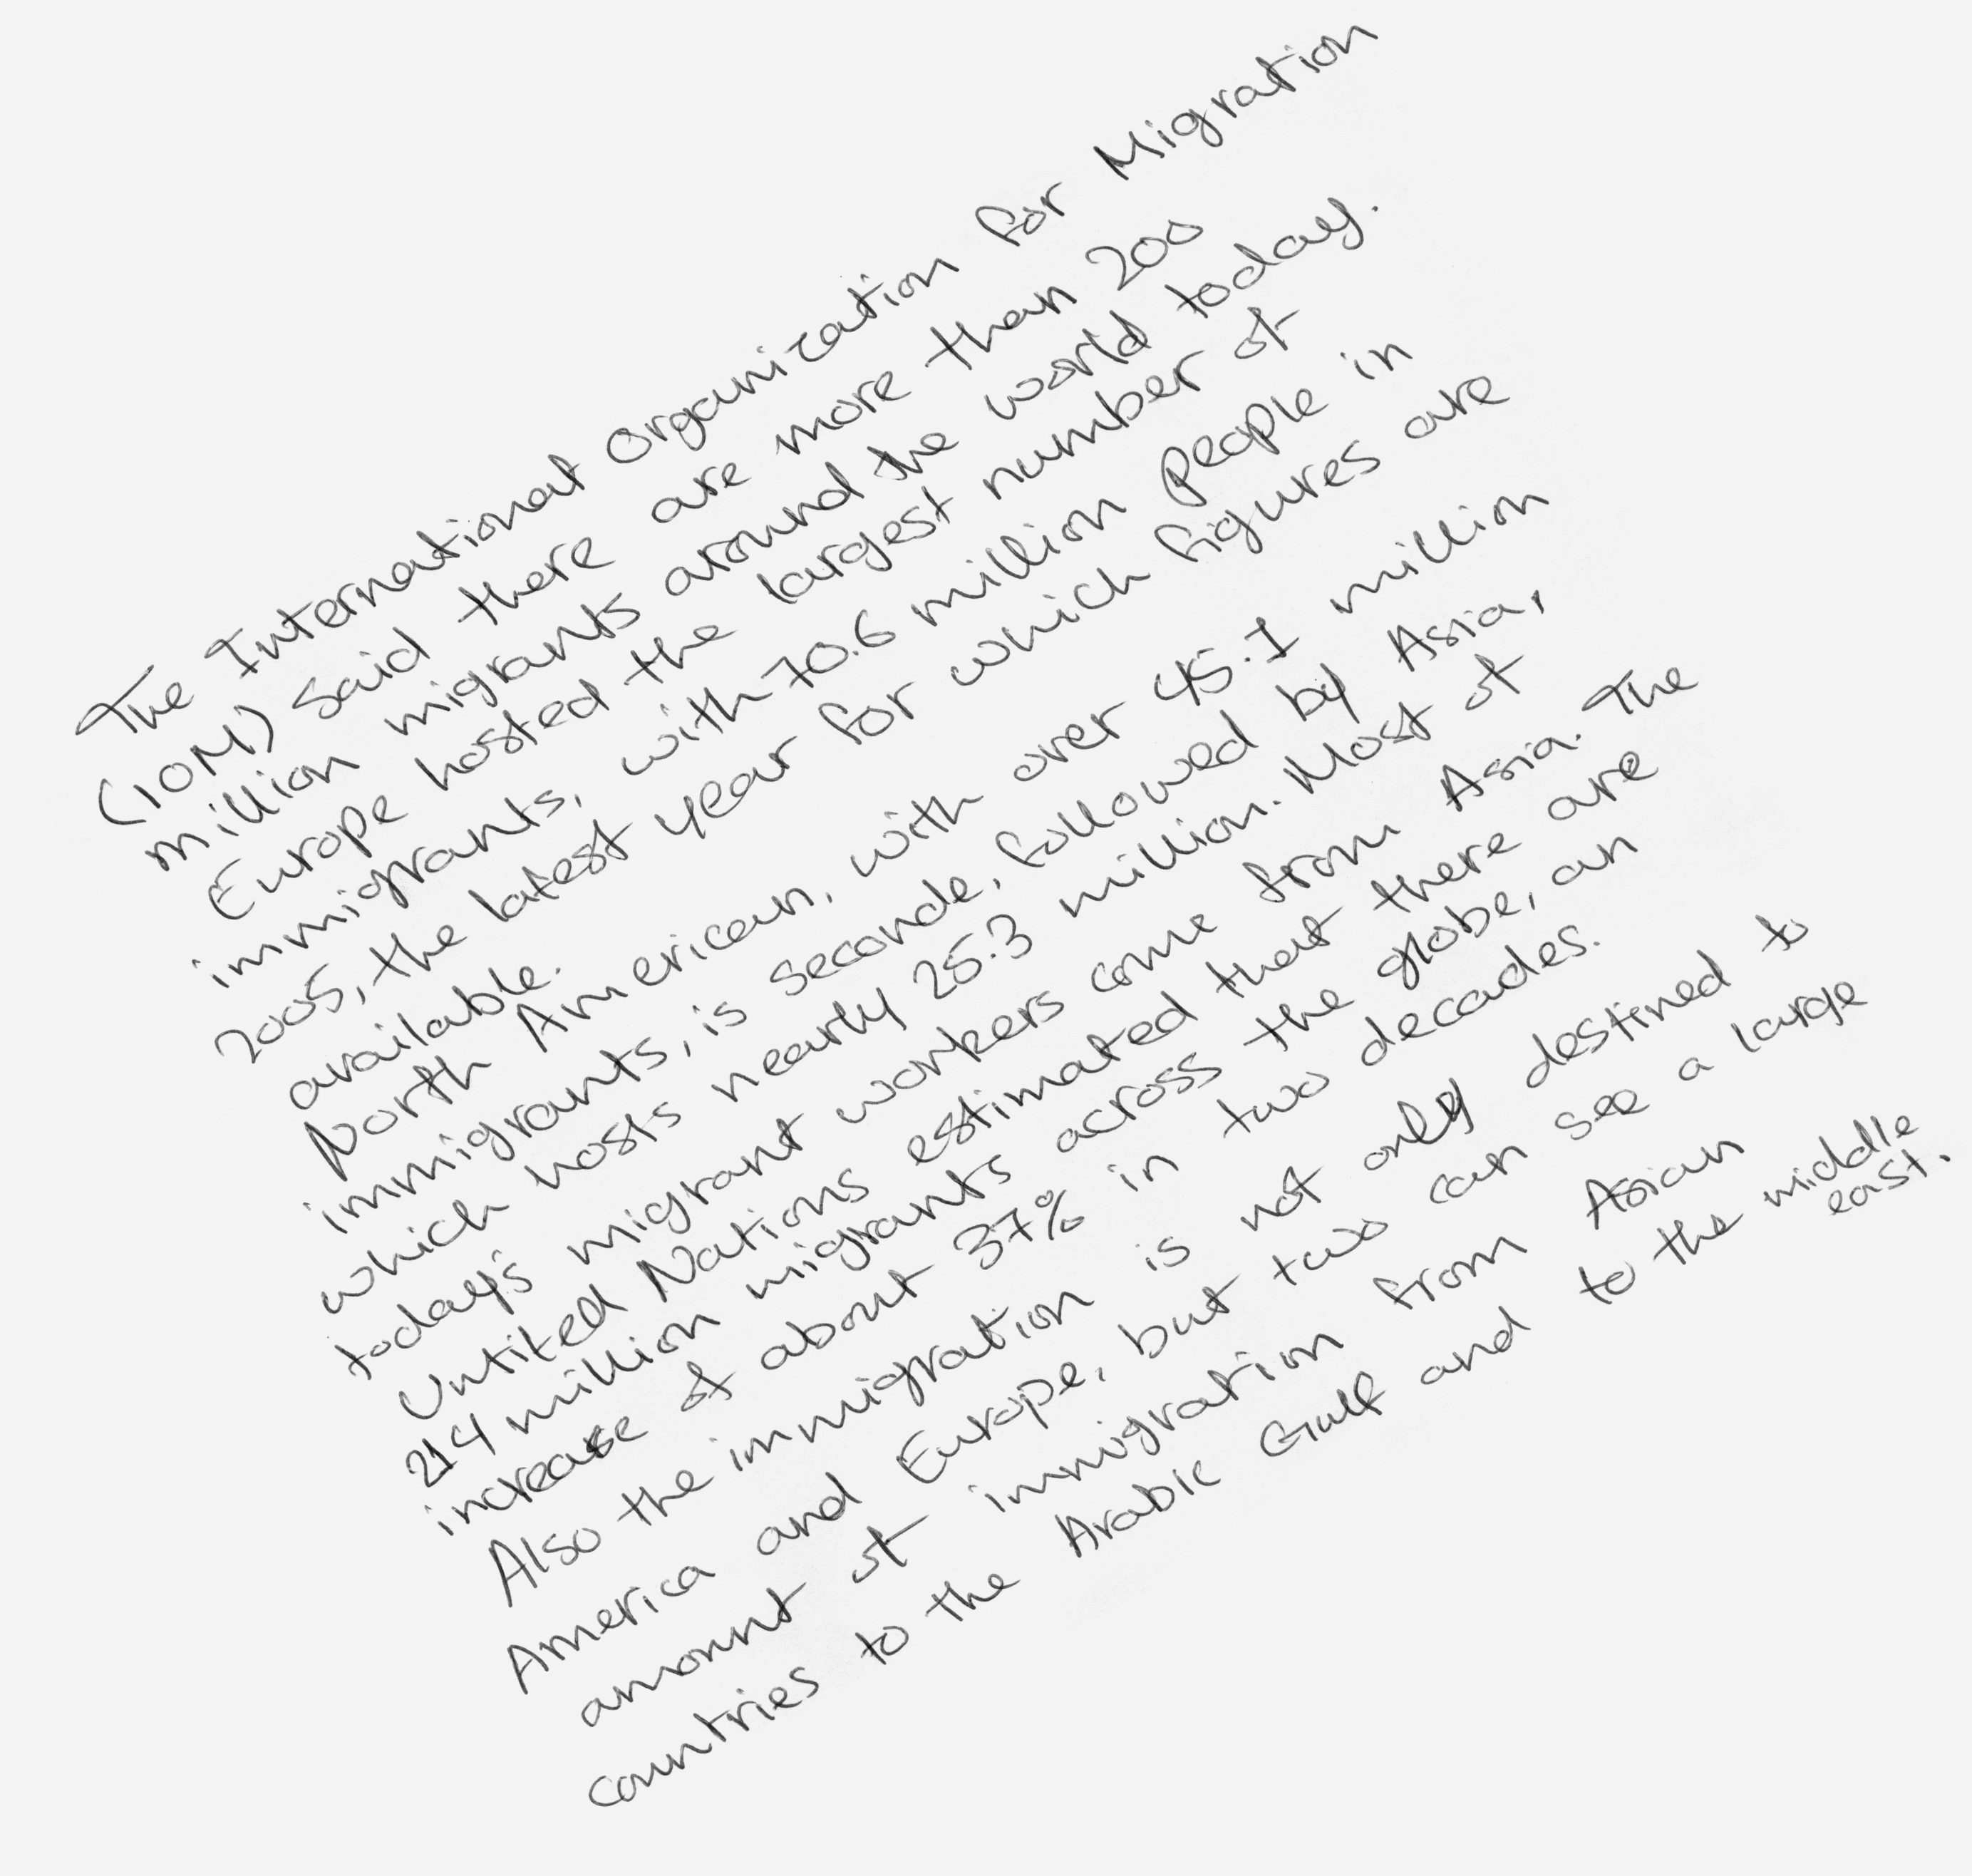 The International Organization for Migration
(IOM) said there are more than 200
million migrants around the world today.
Europe hosted the largest number of
immigrants, with 70.6 million people in
2005, the latest year for which figures are
available.
North American, with over 45.1 million
immigrants, is seconde, followed by Asia,
which hosts nearly 25.3 million. Most of
today's migrant workers come from Asia. The
Untited Nations estimated that there are
214 million migrants across the globe, an
increase of about 37% in two decades.
Also the immigration is not only destined to
America and Europe, but two can see a large
amount of immigration from Asian
countries to the Arabic Gulf and to the middle
east.